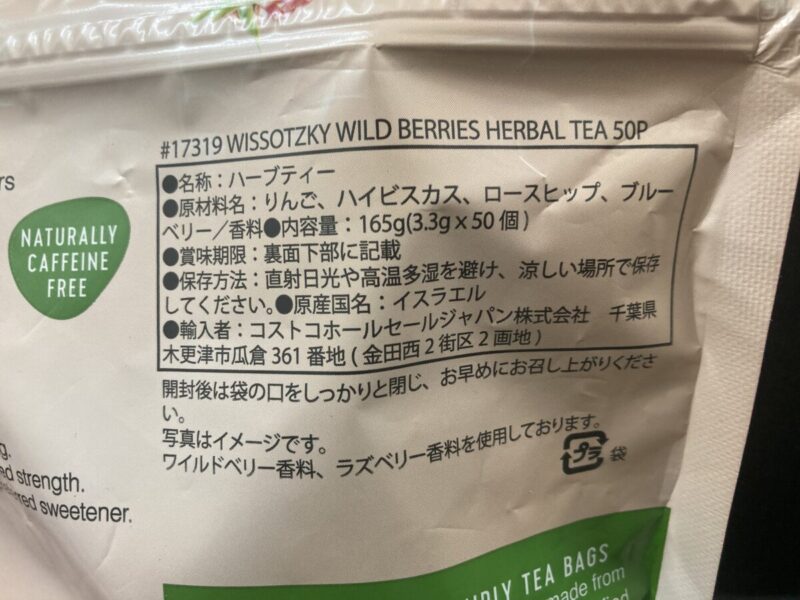 #17319 WISSOTZKY WILD BERRIES HERBAL TEA 50P
●名称：ハーブティー
●原材料名：りんご、ハイビスカス、ローズヒップ、ブルー
ベリー／香料●内容量：165g(3.3g x 50 個)
●賞味期限：裏面下部に記載
●保存方法：直射日光や高温多湿を避け、涼しい場所で保存
してください。●原産国名：イスラエル
●輸入者：コストコホールセールジャパン株式会社 千葉県
木更津市瓜倉 361 番地 ( 金田西 2 街区 2 画地 )
開封後は袋の口をしっかりと閉じ、お早めにお召し上がりくださ
い。
写真はイメージです。
ワイルドベリー香料、ラズベリー香料を使用しております。
プラ 袋
NATURALLY
CAFFEINE
FREE
strength.
sweetener.
TEA BAGS
made from